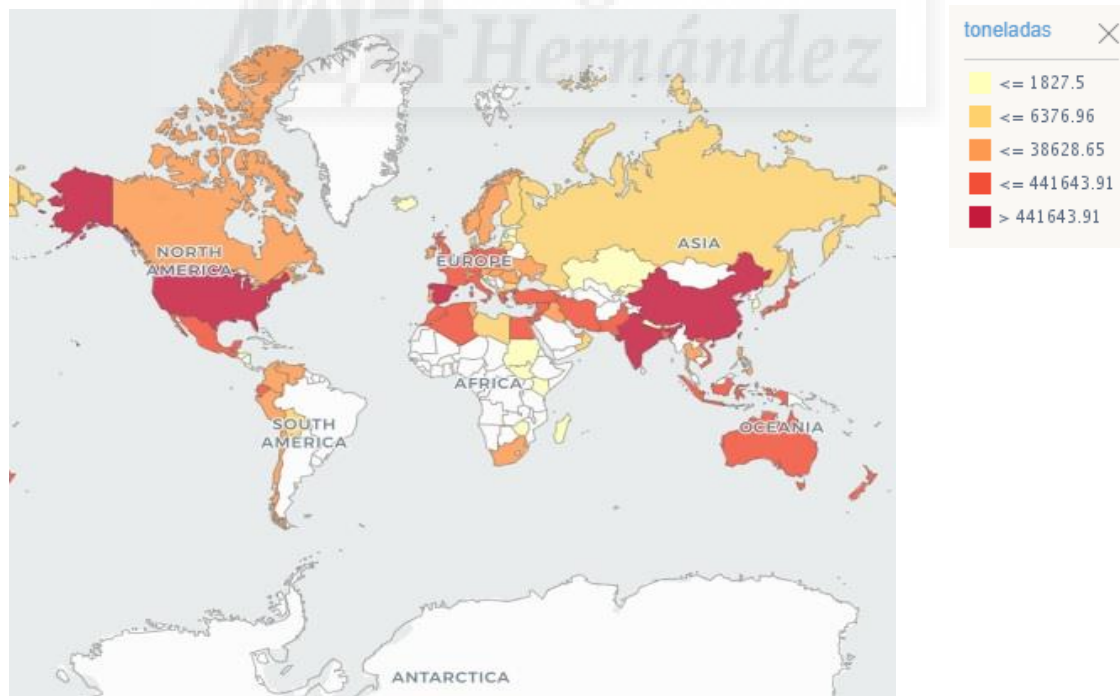 Hernández
toneladas
<= 1827.5
<= 6376.96
<= 38628.65
<= 441643.91
> 441643.91
NORTH
AMERICA
EUROPE
ASIA
AFRICA
SOUTH
AMERICA
OCEANIA
ANTARCTICA